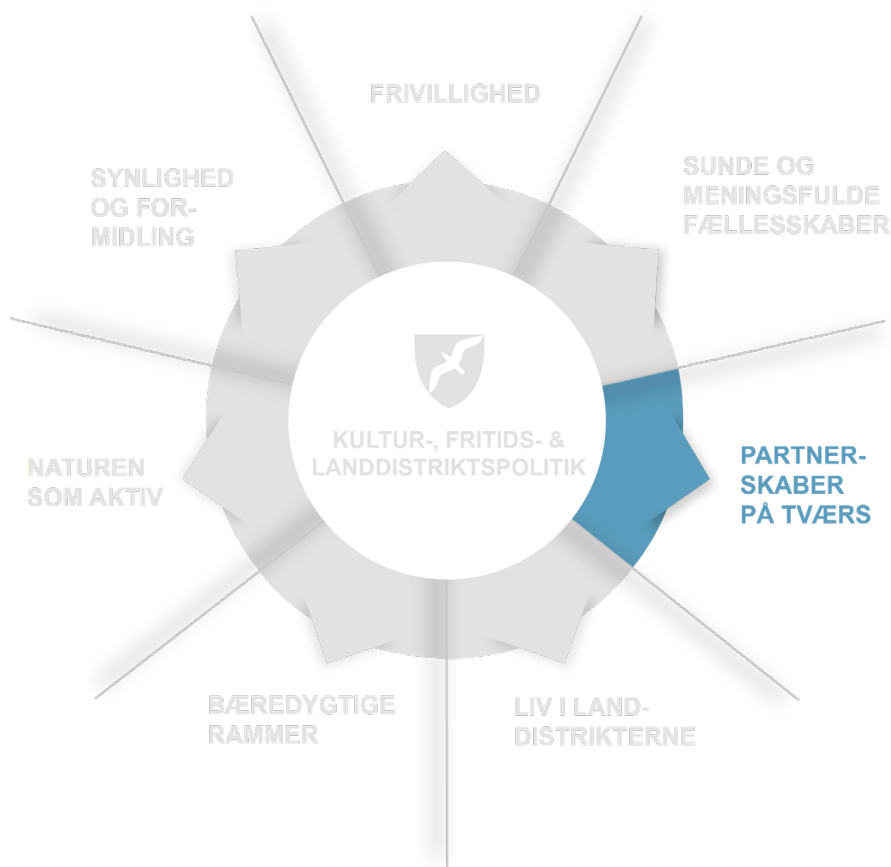 FRIVILLIGHED
SUNDE OG
MENINGSFULDE
FÆLLESSKABER
SYNLIGHED
OG FOR-
MIDLING
KULTUR-, FRITIDS- &
LANDDISTRIKTSPOLITIK
PARTNER-
SKABER
PÅ TVÆRS
NATUREN
SOM AKTIV
BÆREDYGTIGE
RAMMER
LIV I LAND-
DISTRIKTERNE